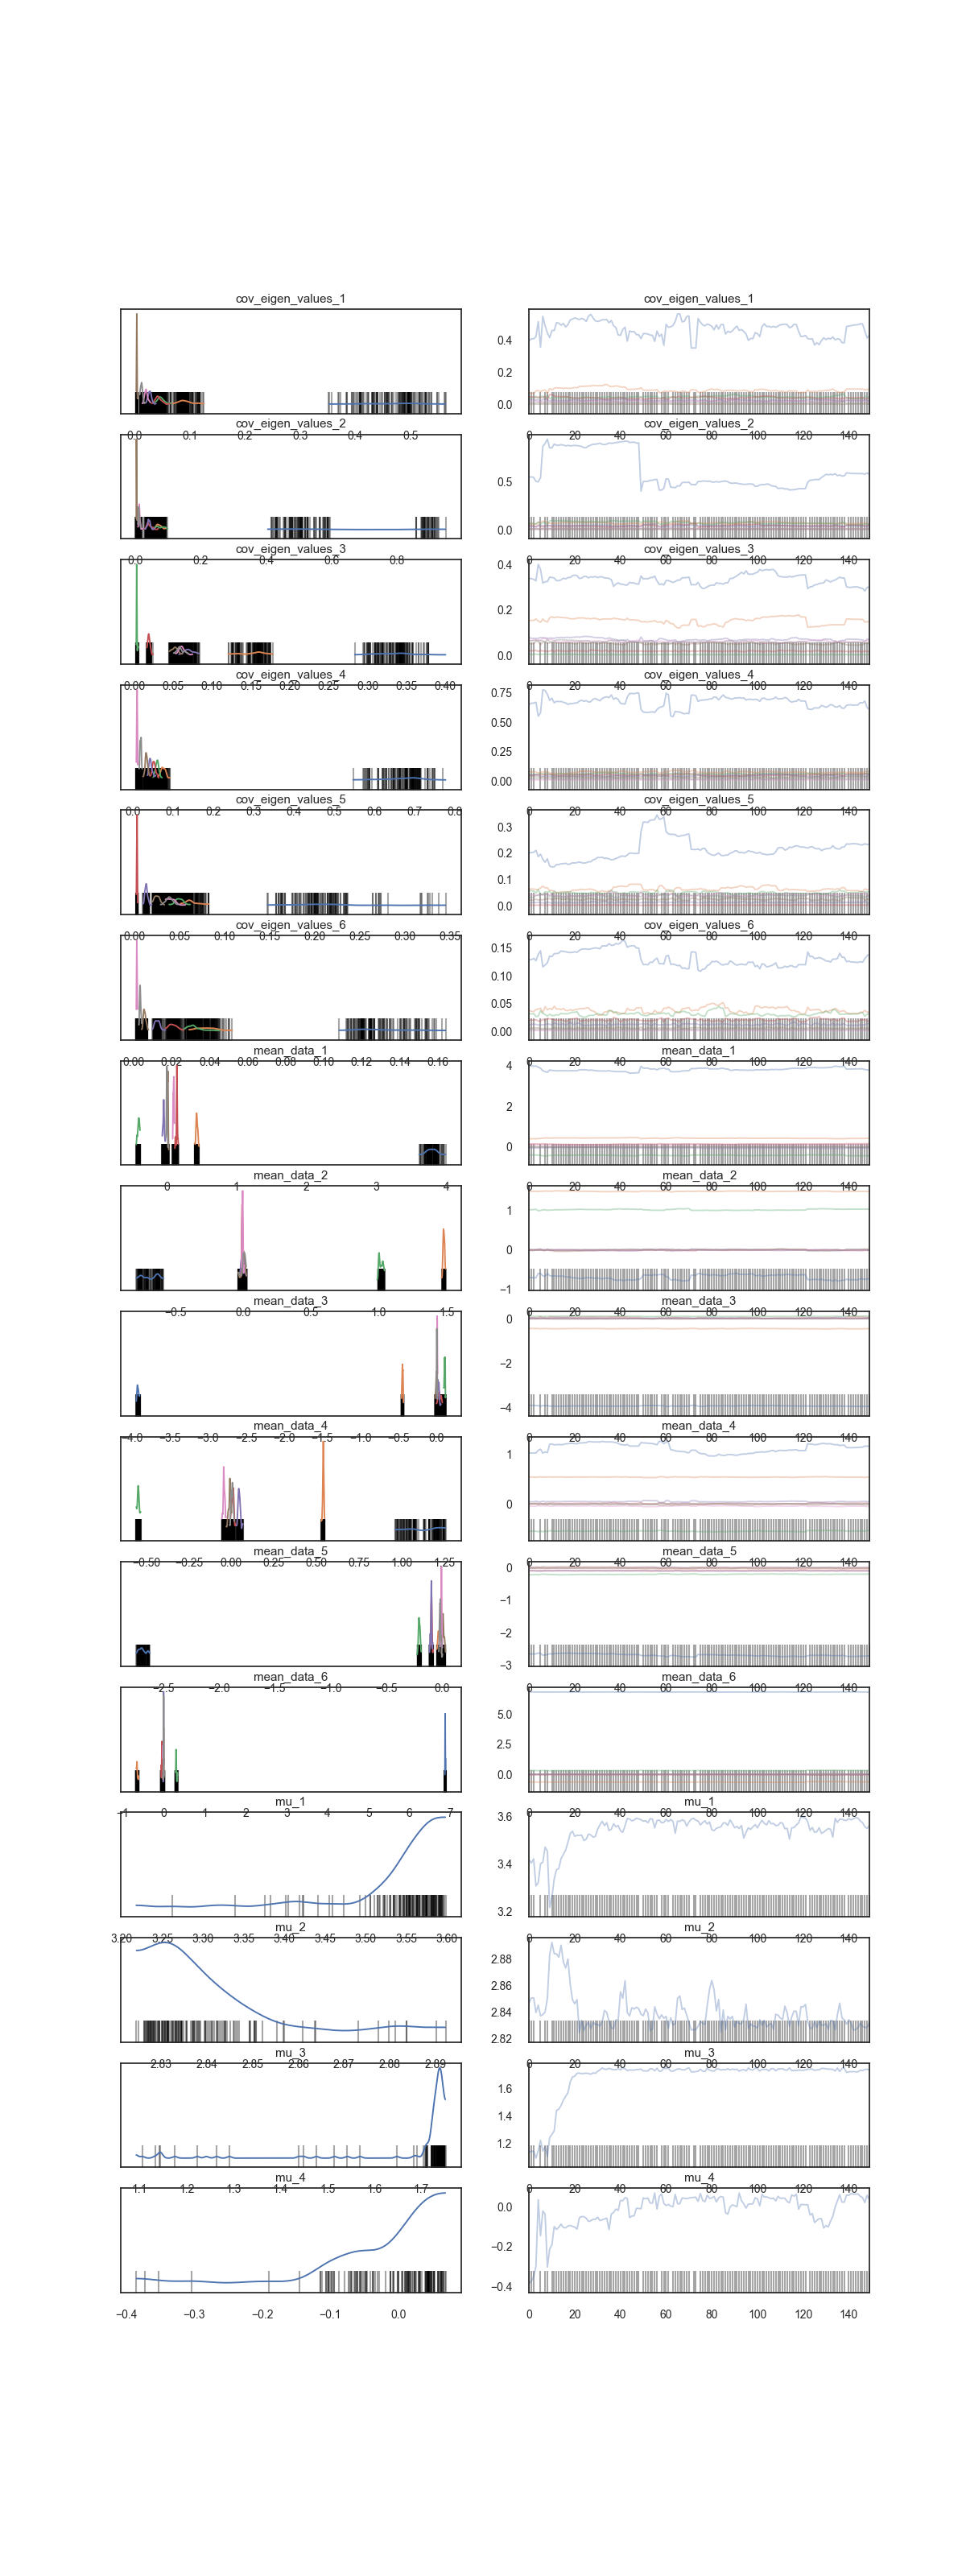 cov_eigen_values_1 cov_eigen_values_1
0.4
0.2
0.0
0.0 0.1 0.2 0.3 0.4 0.5 0 20 40 60 80 100 120 140
cov_eigen_values_2 cov_eigen_values_2
0.5
0.0
0.0 0.2 0.4 0.6 0.8 0 20 40 60 80 100 120 140
cov_eigen_values_3 cov_eigen_values_3
0.4
0.2
0.0
0.00 0.05 0.10 0.15 0.20 0.25 0.30 0.35 0.40 0 20 40 60 80 100 120 140
cov_eigen_values_4 cov_eigen_values_4
0.75
0.50
0.25
0.00
0.0 0.1 0.2 0.3 0.4 0.5 0.6 0.7 0.8 0 20 40 60 80 100 120 140
cov_eigen_values_5 cov_eigen_values_5
0.3
0.2
0.1
0.0
0.00 0.05 0.10 0.15 0.20 0.25 0.30 0.35 0 20 40 60 80 100 120 140
cov_eigen_values_6 cov_eigen_values_6
0.15
0.10
0.05
0.00
0.00 0.02 0.04 0.06 0.08 0.10 0.12 0.14 0.16 0 20 40 60 80 100 120 140
mean_data_1 mean_data_1
4
2
0
0 1 2 3 4 0 20 40 60 80 100 120 140
mean_data_2 mean_data_2
1
0
−1
−0.5 0.0 0.5 1.0 1.5 0 20 40 60 80 100 120 140
mean_data_3 mean_data_3
0
−2
−4
−4.0 −3.5 −3.0 −2.5 −2.0 −1.5 −1.0 −0.5 0.0 0 20 40 60 80 100 120 140
mean_data_4 mean_data_4
1
0
−0.50 −0.25 0.00 0.25 0.50 0.75 1.00 1.25 0 20 40 60 80 100 120 140
mean_data_5 mean_data_5
0
−1
−2
−3
−2.5 −2.0 −1.5 −1.0 −0.5 0.0 0 20 40 60 80 100 120 140
mean_data_6 mean_data_6
5.0
2.5
0.0
−1 0 1 2 3 4 5 6 7 0 20 40 60 80 100 120 140
mu_1 mu_1
3.6
3.4
3.2
3.20 3.25 3.30 3.35 3.40 3.45 3.50 3.55 3.60 0 20 40 60 80 100 120 140
mu_2 mu_2
2.88
2.86
2.84
2.82
2.83 2.84 2.85 2.86 2.87 2.88 2.89 0 20 40 60 80 100 120 140
mu_3 mu_3
1.6
1.4
1.2
1.1 1.2 1.3 1.4 1.5 1.6 1.7 0 20 40 60 80 100 120 140
mu_4 mu_4
0.0
−0.2
−0.4
−0.4 −0.3 −0.2 −0.1 0.0 0 20 40 60 80 100 120 140